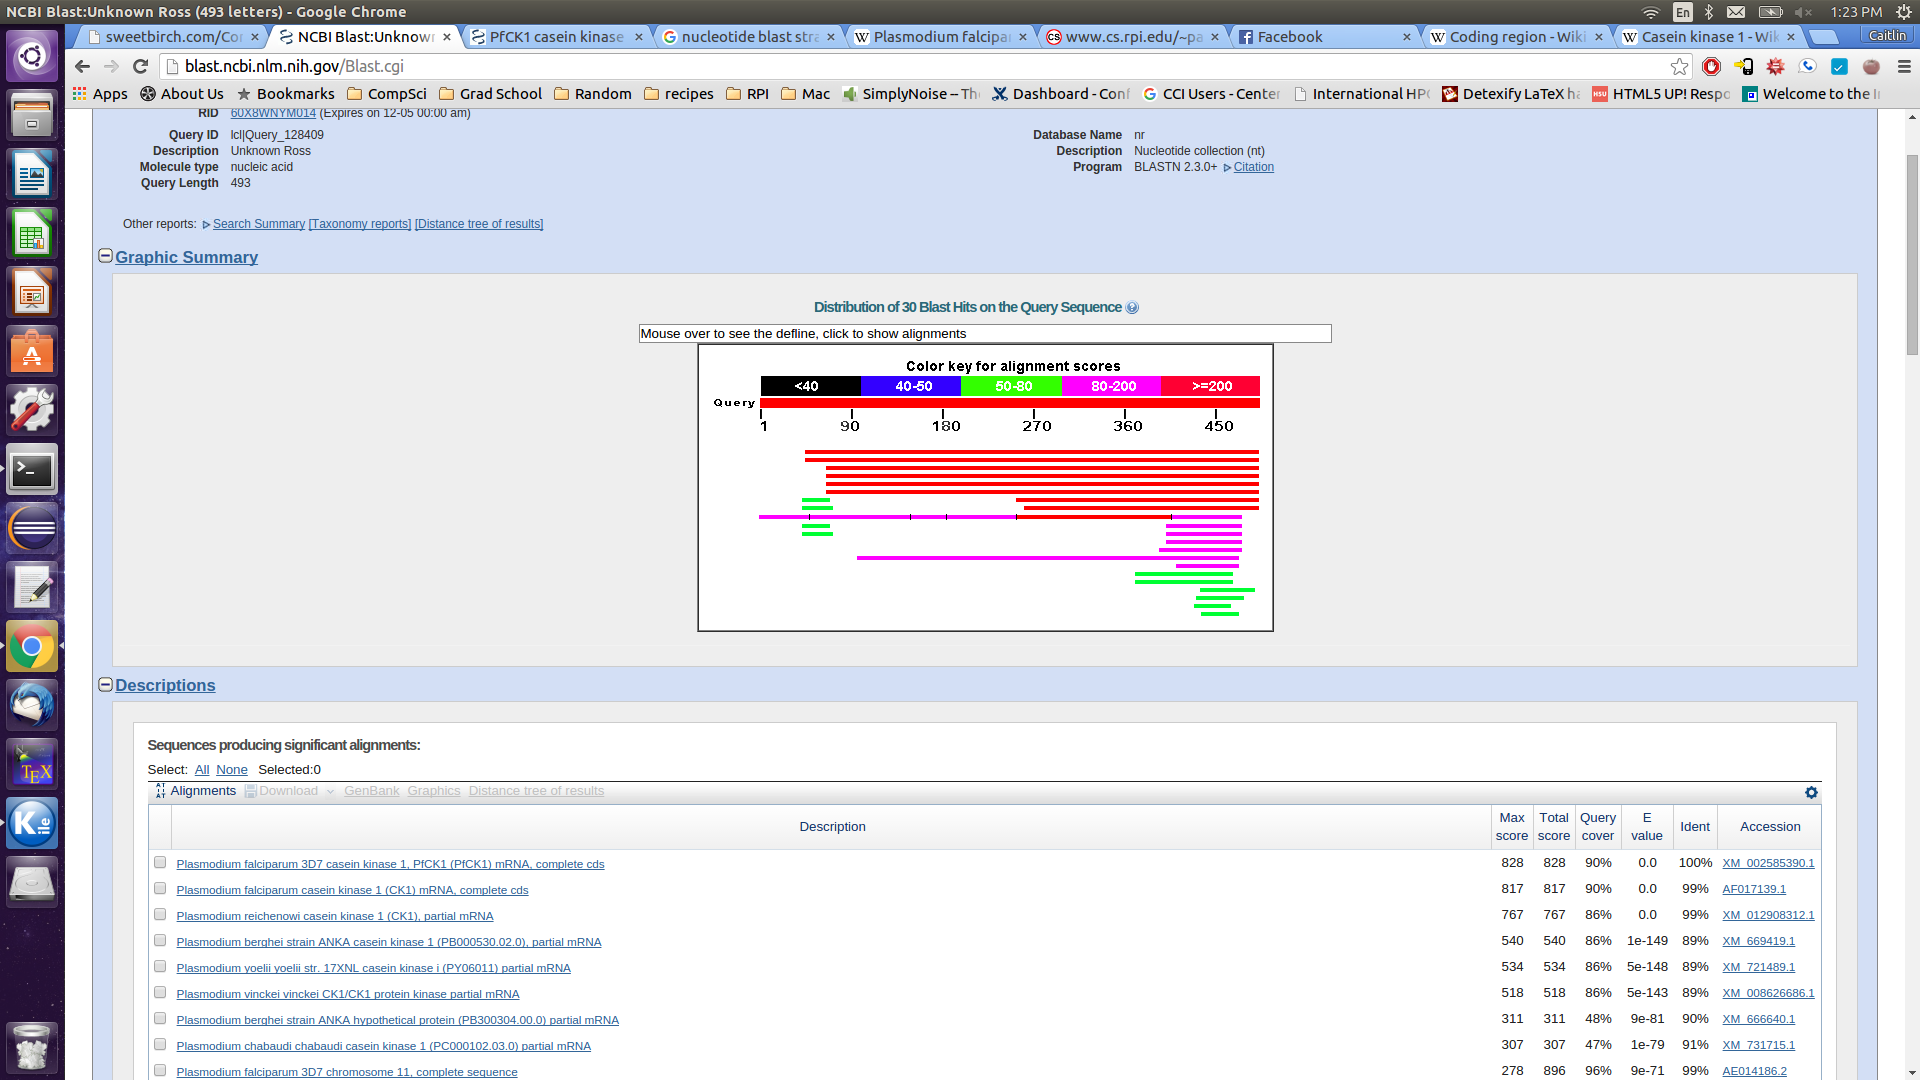 NCBI Blast:Unknown Ross (493 letters) - Google Chrome
En
1:23 PM
sweetbirch.com/Cor
NCBI Blast:Unknown
PfCK1 casein kinase
nucleotide blast stra
Plasmodium falcipar
www.cs.rpi.edu/~pa
Facebook
Coding region - Wiki
Casein kinase 1 - Wik
Caitlin
blast.ncbi.nlm.nih.gov/Blast.cgi
Apps
About Us
Bookmarks
CompSci
Grad School
Random
recipes
RPI
Mac
SimplyNoise -- The
Dashboard - Conf
CCI Users - Center
International HPC
Detexify LaTeX ha
HTML5 UP! Respo
Welcome to the I
RID 60X8WNYM014 (Expires on 12-05 00:00 am)
Query ID lcl|Query_128409
Description Unknown Ross
Molecule type nucleic acid
Query Length 493
Database Name nr
Description Nucleotide collection (nt)
Program BLASTN 2.3.0+ Citation
Other reports: Search Summary [Taxonomy reports] [Distance tree of results]
Graphic Summary
Distribution of 30 Blast Hits on the Query Sequence
Mouse over to see the defline, click to show alignments
Color key for alignment scores
<40 40-50 50-80 80-200 >=200
Query
1 90 180 270 360 450
Descriptions
Sequences producing significant alignments:
Select: All None Selected:0
Alignments Download GenBank Graphics Distance tree of results
Description Max score Total score Query cover E value Ident Accession
Plasmodium falciparum 3D7 casein kinase 1, PfCK1 (PfCK1) mRNA, complete cds 828 828 90% 0.0 100% XM_002585390.1
Plasmodium falciparum casein kinase 1 (CK1) mRNA, complete cds 817 817 90% 0.0 99% AF017139.1
Plasmodium reichenowi casein kinase 1 (CK1), partial mRNA 767 767 86% 0.0 99% XM_012908312.1
Plasmodium berghei strain ANKA casein kinase 1 (PB000530.02.0), partial mRNA 540 540 86% 1e-149 89% XM_669419.1
Plasmodium yoelii yoelii str. 17XNL casein kinase i (PY06011) partial mRNA 534 534 86% 5e-148 89% XM_721489.1
Plasmodium vinckei vinckei CK1/CK1 protein kinase partial mRNA 518 518 86% 5e-143 89% XM_008626686.1
Plasmodium berghei strain ANKA hypothetical protein (PB300304.00.0) partial mRNA 311 311 48% 9e-81 90% XM_666640.1
Plasmodium chabaudi chabaudi casein kinase 1 (PC000102.03.0) partial mRNA 307 307 47% 1e-79 91% XM_731715.1
Plasmodium falciparum 3D7 chromosome 11, complete sequence 278 896 96% 9e-71 99% AE014186.2